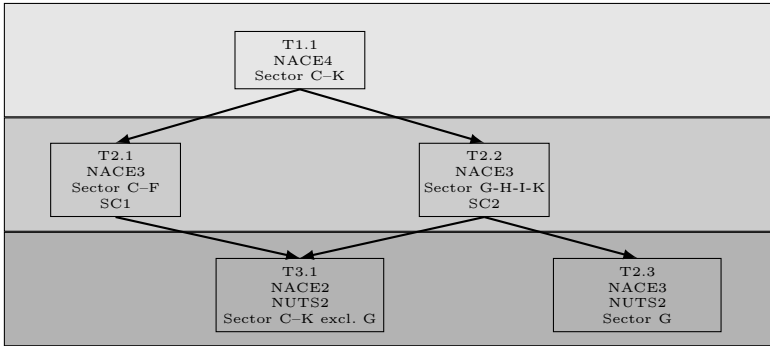 T1.1
NACE4
Sector C–K
T2.1
NACE3
Sector C–F
SC1
T2.2
NACE3
Sector G-H-I-K
SC2
T3.1
NACE2
NUTS2
Sector C–K excl. G
T2.3
NACE3
NUTS2
Sector G